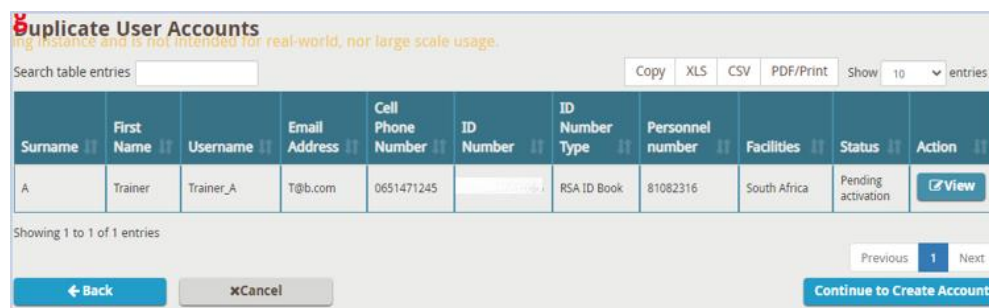 Duplicate User Accounts
ing instance and is not intended for real-world, nor large scale usage.
Search table entries
Copy XLS CSV PDF/Print Show 10 entries
Surname First Name Username Email Address Cell Phone Number ID Number ID Number Type Personnel number Facilities Status Action
A Trainer Trainer_A T@b.com 0651471245 RSA ID Book 81082316 South Africa Pending activation View
Showing 1 to 1 of 1 entries
Previous 1 Next
Back Cancel Continue to Create Account